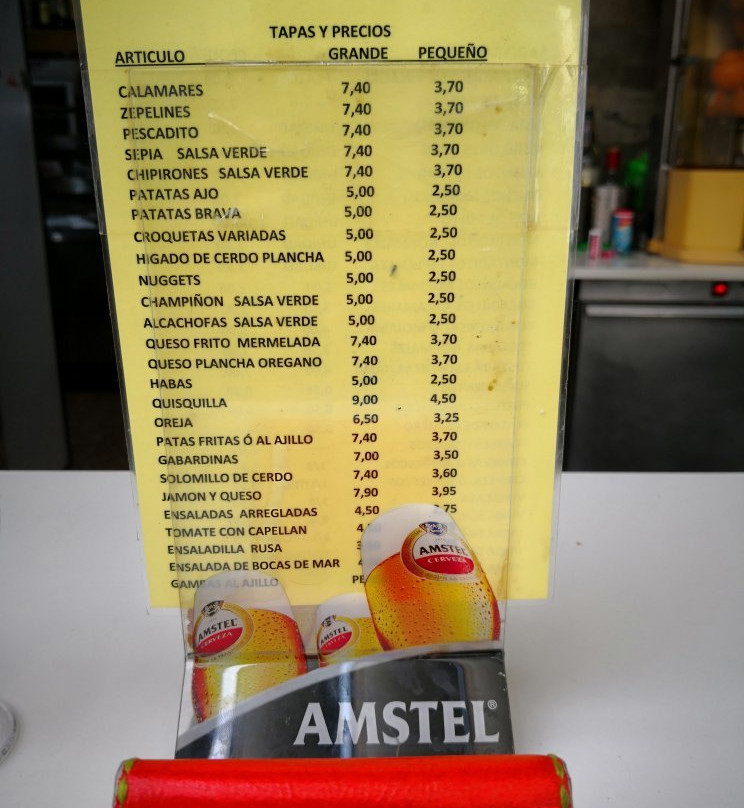 TAPAS Y PRECIOS
ARTICULO GRANDE PEQUEÑO
CALAMARES 7,40 3,70
ZEPELINES 7,40 3,70
PESCADITO 7,40 3,70
SEPIA SALSA VERDE 7,40 3,70
CHIPIRONES SALSA VERDE 7,40 3,70
PATATAS AJO 5,00 2,50
PATATAS BRAVA 5,00 2,50
CROQUETAS VARIADAS 5,00 2,50
HIGADO DE CERDO PLANCHA 5,00 2,50
NUGGETS 5,00 2,50
CHAMPIÑON SALSA VERDE 5,00 2,50
ALCACHOFAS SALSA VERDE 5,00 2,50
QUESO FRITO MERMELADA 7,40 3,70
QUESO PLANCHA OREGANO 7,40 3,70
HABAS 5,00 2,50
QUISQUILLA 9,00 4,50
OREJA 6,50 3,25
PATAS FRITAS Ó AL AJILLO 7,40 3,70
GABARDINAS 7,00 3,50
SOLOMILLO DE CERDO 7,40 3,60
JAMON Y QUESO 7,90 3,95
ENSALADAS ARREGLADAS 4,50 75
TOMATE CON CAPELLAN 4
ENSALADILLA RUSA
ENSALADA DE BOCAS DE MAR
GAMBAS AL AJILLO PE
AMSTEL
CERVEZA
AMSTEL
CERVEZA
AMSTEL
CERVEZA
AMSTEL®